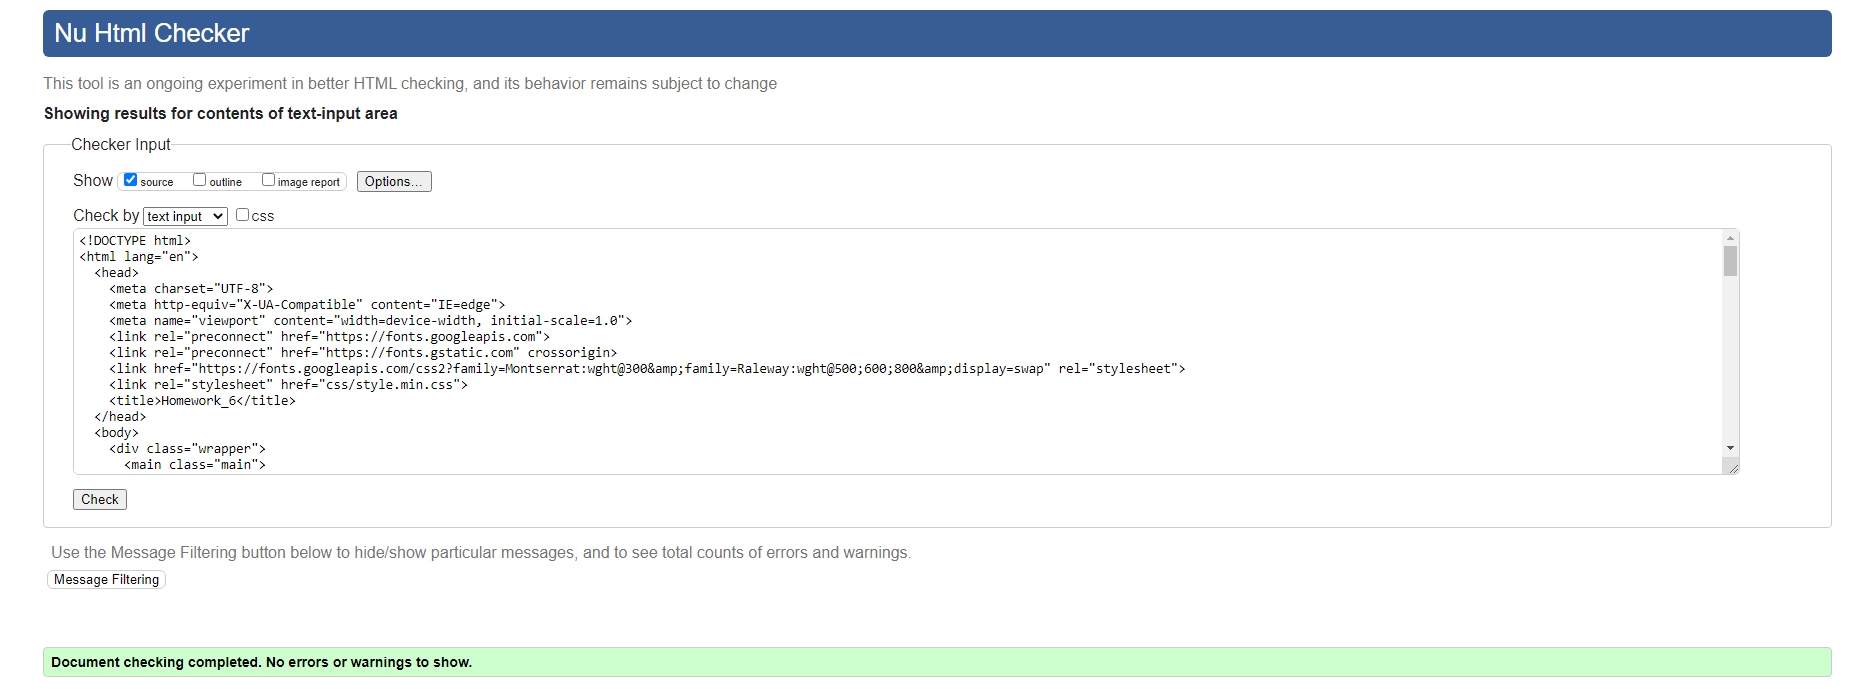 Nu Html Checker
This tool is an ongoing experiment in better HTML checking, and its behavior remains subject to change
Showing results for contents of text-input area
Checker Input
Show source outline image report Options...
Check by text input css
<!DOCTYPE html>
<html lang="en">
  <head>
    <meta charset="UTF-8">
    <meta http-equiv="X-UA-Compatible" content="IE=edge">
    <meta name="viewport" content="width=device-width, initial-scale=1.0">
    <link rel="preconnect" href="https://fonts.googleapis.com">
    <link rel="preconnect" href="https://fonts.gstatic.com" crossorigin>
    <link href="https://fonts.googleapis.com/css2?family=Montserrat:wght@300&amp;family=Raleway:wght@500;600;800&amp;display=swap" rel="stylesheet">
    <link rel="stylesheet" href="css/style.min.css">
    <title>Homework_6</title>
  </head>
  <body>
    <div class="wrapper">
      <main class="main">
Check
Use the Message Filtering button below to hide/show particular messages, and to see total counts of errors and warnings.
Message Filtering
Document checking completed. No errors or warnings to show.